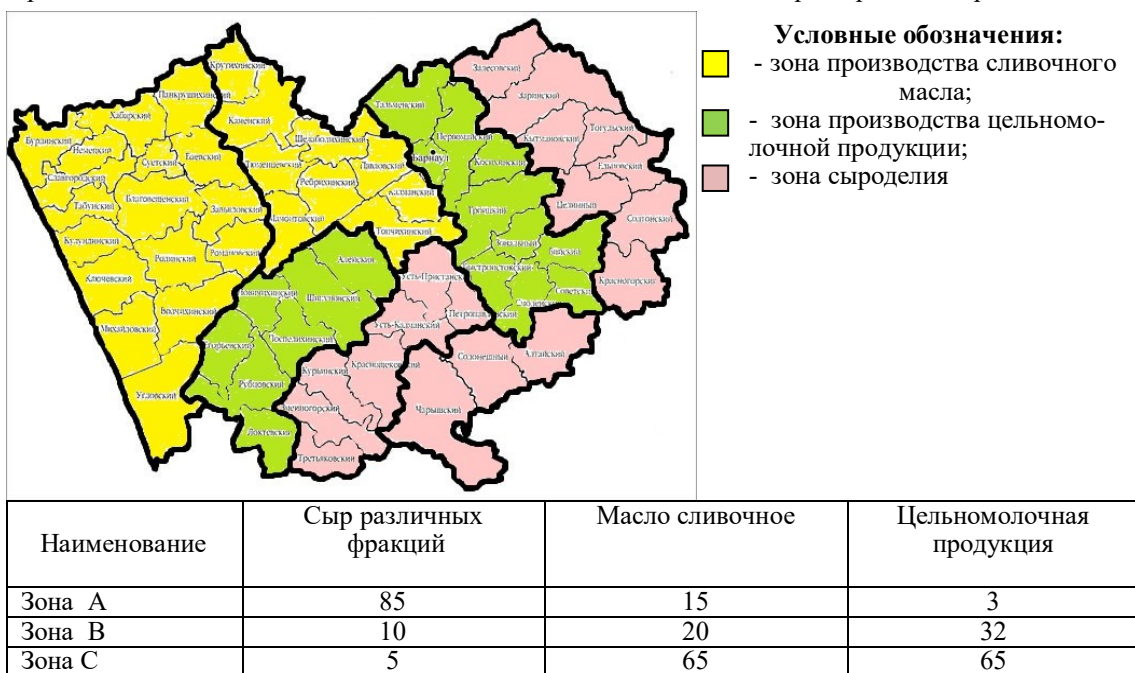 Условные обозначения:
- зона производства сливочного
масла;
- зона производства цельномо-
лочной продукции;
- зона сыроделия
Крутихинский
Панкрушихинский
Залесовский
Хабарский
Каменский
Тальменский
Заринский
Бурлинский
Немецкий
Шелаболихинский
Первомайский
Кытмановский
Тогульский
Суетский
Баевский
Тюменцевский
Павловский
Барнаул
Косихинский
Ельцовский
Славгородский
Ребрихинский
Калманский
Табунский
Благовещенский
Завьяловский
Мамонтовский
Троицкий
Целинный
Солтонский
Топчихинский
Кулундинский
Романовский
Родинский
Алейский
Зональный
Бийский
Ключевский
Усть-Пристанский
Быстроистокский
Красногорский
Новичихинский
Шипуновский
Советский
Волчихинский
Петропавловский
Смоленский
Михайловский
Усть-Калманский
Егорьевский
Поспелихинский
Краснощековский
Солонешный
Алтайский
Рубцовский
Курьинский
Угловский
Змеиногорский
Чарышский
Локтевский
Третьяковский
Наименование
Сыр различных
фракций
Масло сливочное
Цельномолочная
продукция
Зона А 85 15 3
Зона В 10 20 32
Зона С 5 65 65